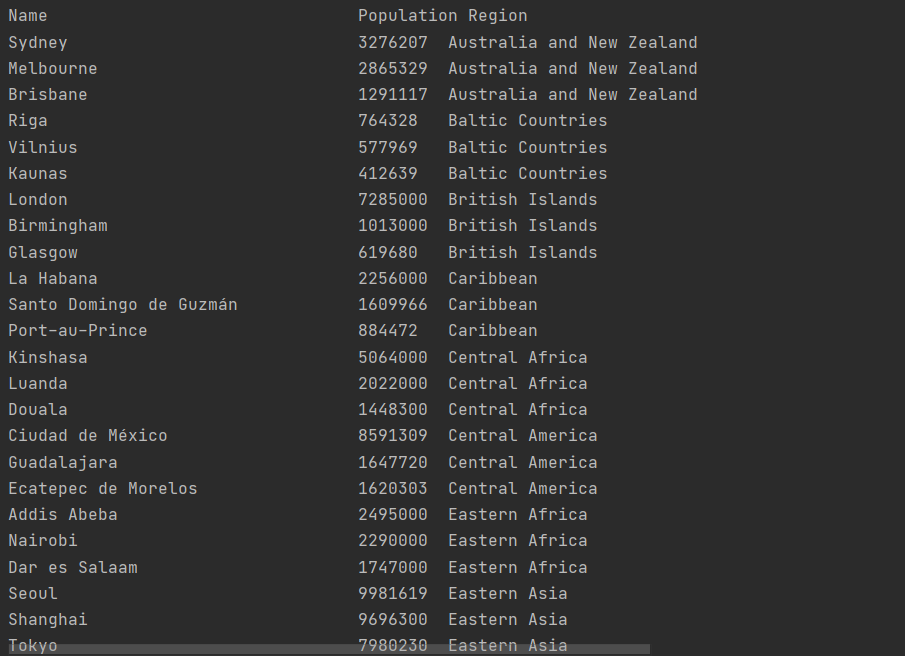 Name Population Region
Sydney 3276207 Australia and New Zealand
Melbourne 2865329 Australia and New Zealand
Brisbane 1291117 Australia and New Zealand
Riga 764328 Baltic Countries
Vilnius 577969 Baltic Countries
Kaunas 412639 Baltic Countries
London 7285000 British Islands
Birmingham 1013000 British Islands
Glasgow 619680 British Islands
La Habana 2256000 Caribbean
Santo Domingo de Guzmán 1609966 Caribbean
Port-au-Prince 884472 Caribbean
Kinshasa 5064000 Central Africa
Luanda 2022000 Central Africa
Douala 1448300 Central Africa
Ciudad de México 8591309 Central America
Guadalajara 1647720 Central America
Ecatepec de Morelos 1620303 Central America
Addis Abeba 2495000 Eastern Africa
Nairobi 2290000 Eastern Africa
Dar es Salaam 1747000 Eastern Africa
Seoul 9981619 Eastern Asia
Shanghai 9696300 Eastern Asia
Tokyo 7980230 Eastern Asia